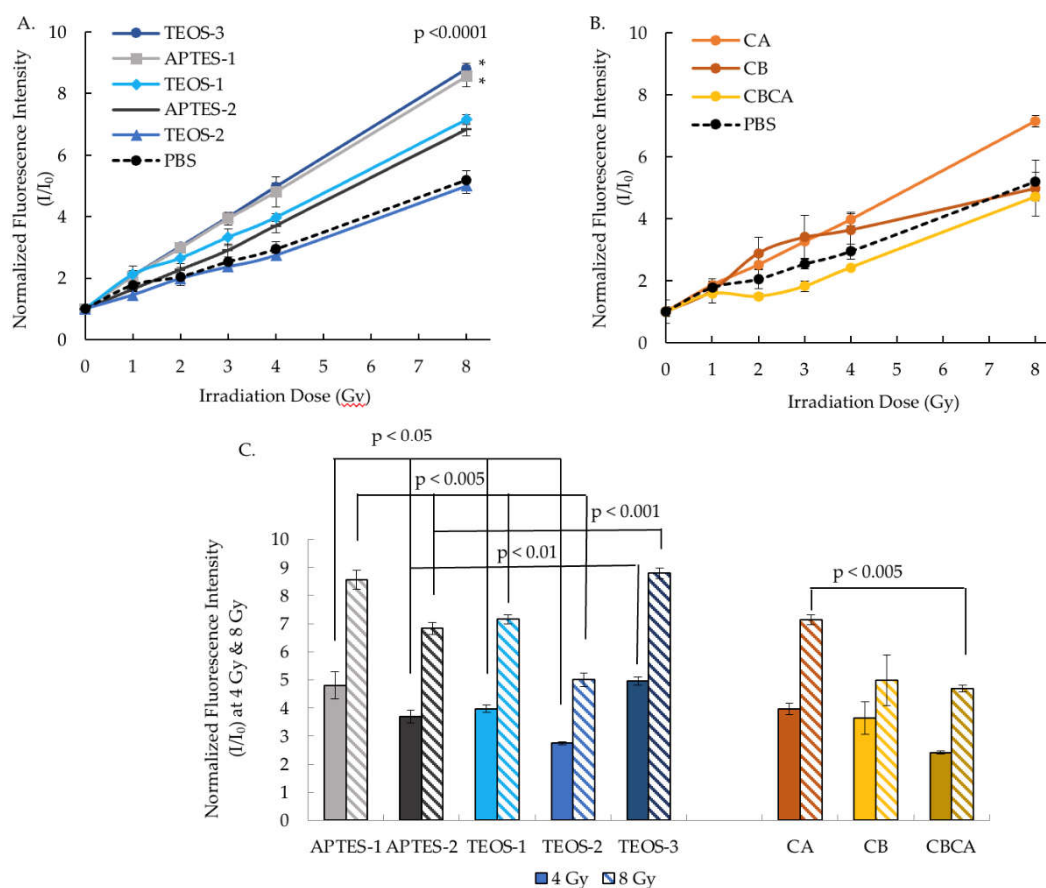 A.
TEOS-3
APTES-1
TEOS-1
APTES-2
TEOS-2
PBS
p <0.0001
*
*
Normalized Fluorescence Intensity
(I/I₀)
10
8
6
4
2
0
0 1 2 3 4 5 6 7 8
Irradiation Dose (Gy)
B.
CA
CB
CBCA
PBS
Normalized Fluorescence Intensity
(I/I₀)
10
8
6
4
2
0
0 1 2 3 4 5 6 7 8
Irradiation Dose (Gy)
C.
p < 0.05
p < 0.005
p < 0.001
p < 0.01
p < 0.005
Normalized Fluorescence Intensity
(I/I₀) at 4 Gy & 8 Gy
10
9
8
7
6
5
4
3
2
1
0
APTES-1 APTES-2 TEOS-1 TEOS-2 TEOS-3 CA CB CBCA
4 Gy 8 Gy